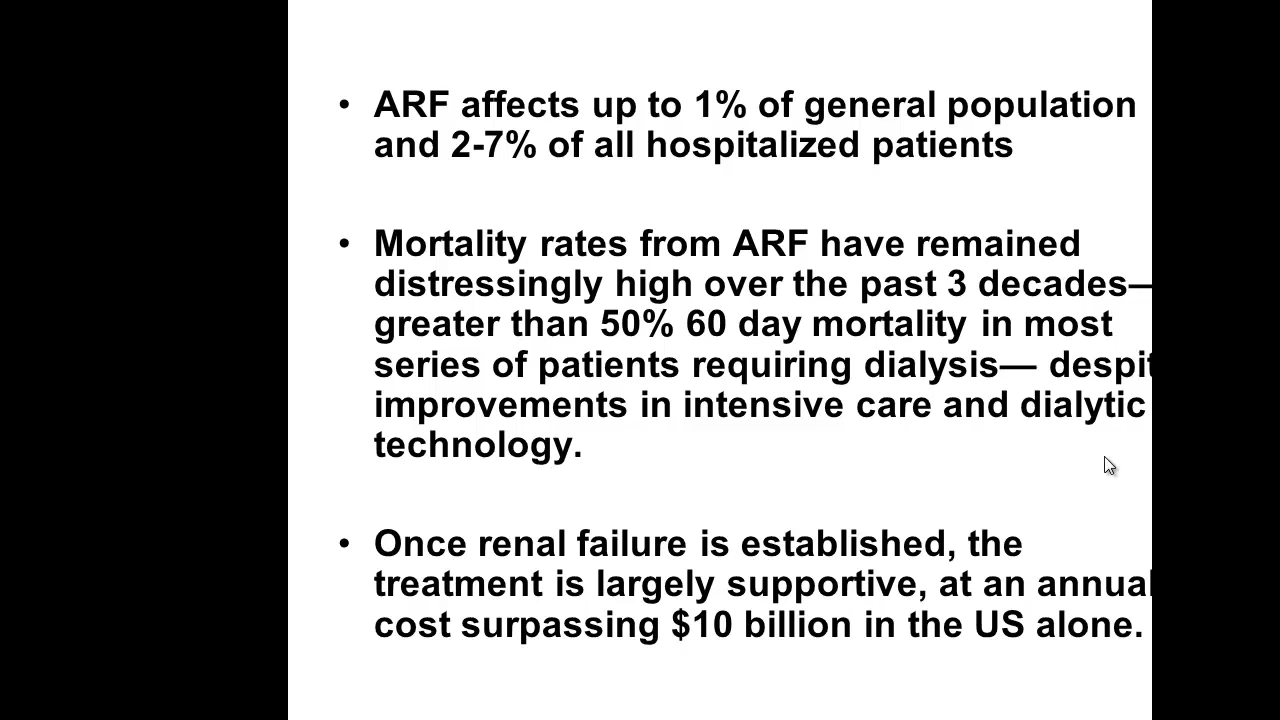 • ARF affects up to 1% of general population
and 2-7% of all hospitalized patients
• Mortality rates from ARF have remained
distressingly high over the past 3 decades—
greater than 50% 60 day mortality in most
series of patients requiring dialysis— despit
improvements in intensive care and dialytic
technology.
• Once renal failure is established, the
treatment is largely supportive, at an annual
cost surpassing $10 billion in the US alone.